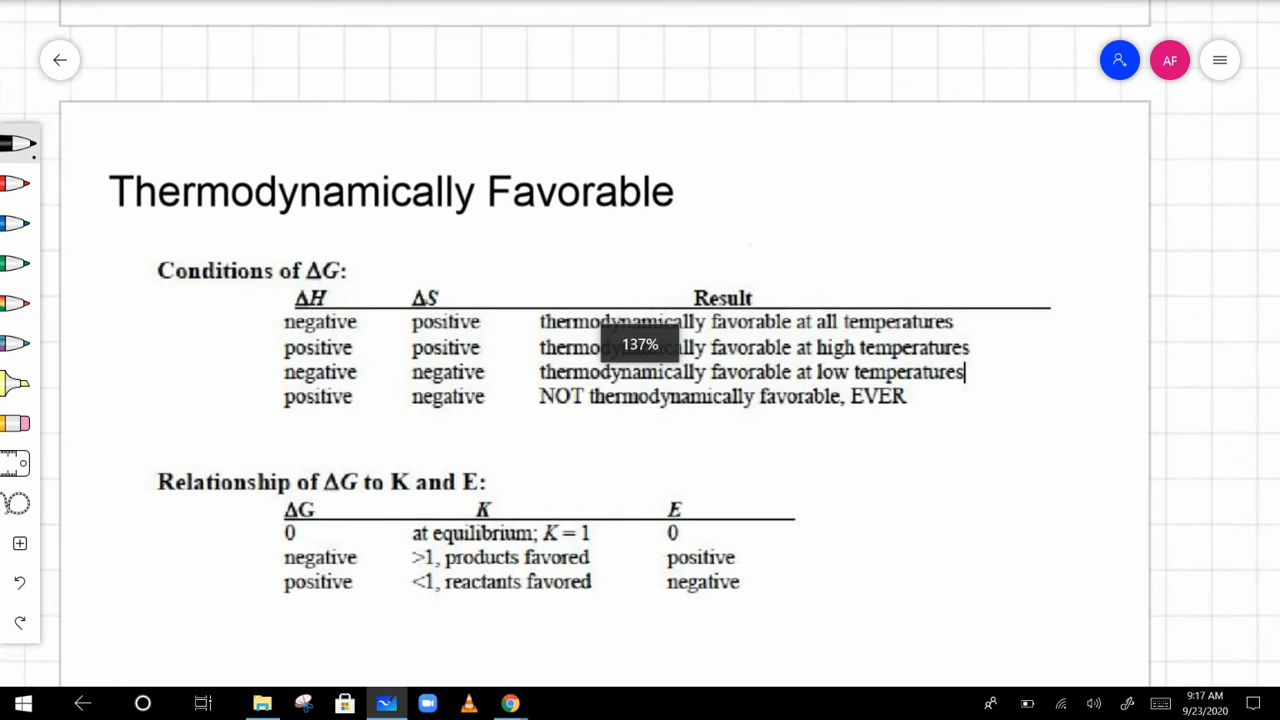 AF
Thermodynamically Favorable
Conditions of ΔG:
ΔH ΔS Result
negative positive thermodynamically favorable at all temperatures
positive positive thermodynamically favorable at high temperatures
137%
negative negative thermodynamically favorable at low temperatures
positive negative NOT thermodynamically favorable, EVER
Relationship of ΔG to K and E:
ΔG K E
0 at equilibrium; K = 1 0
negative >1, products favored positive
positive <1, reactants favored negative
9:17 AM
9/23/2020